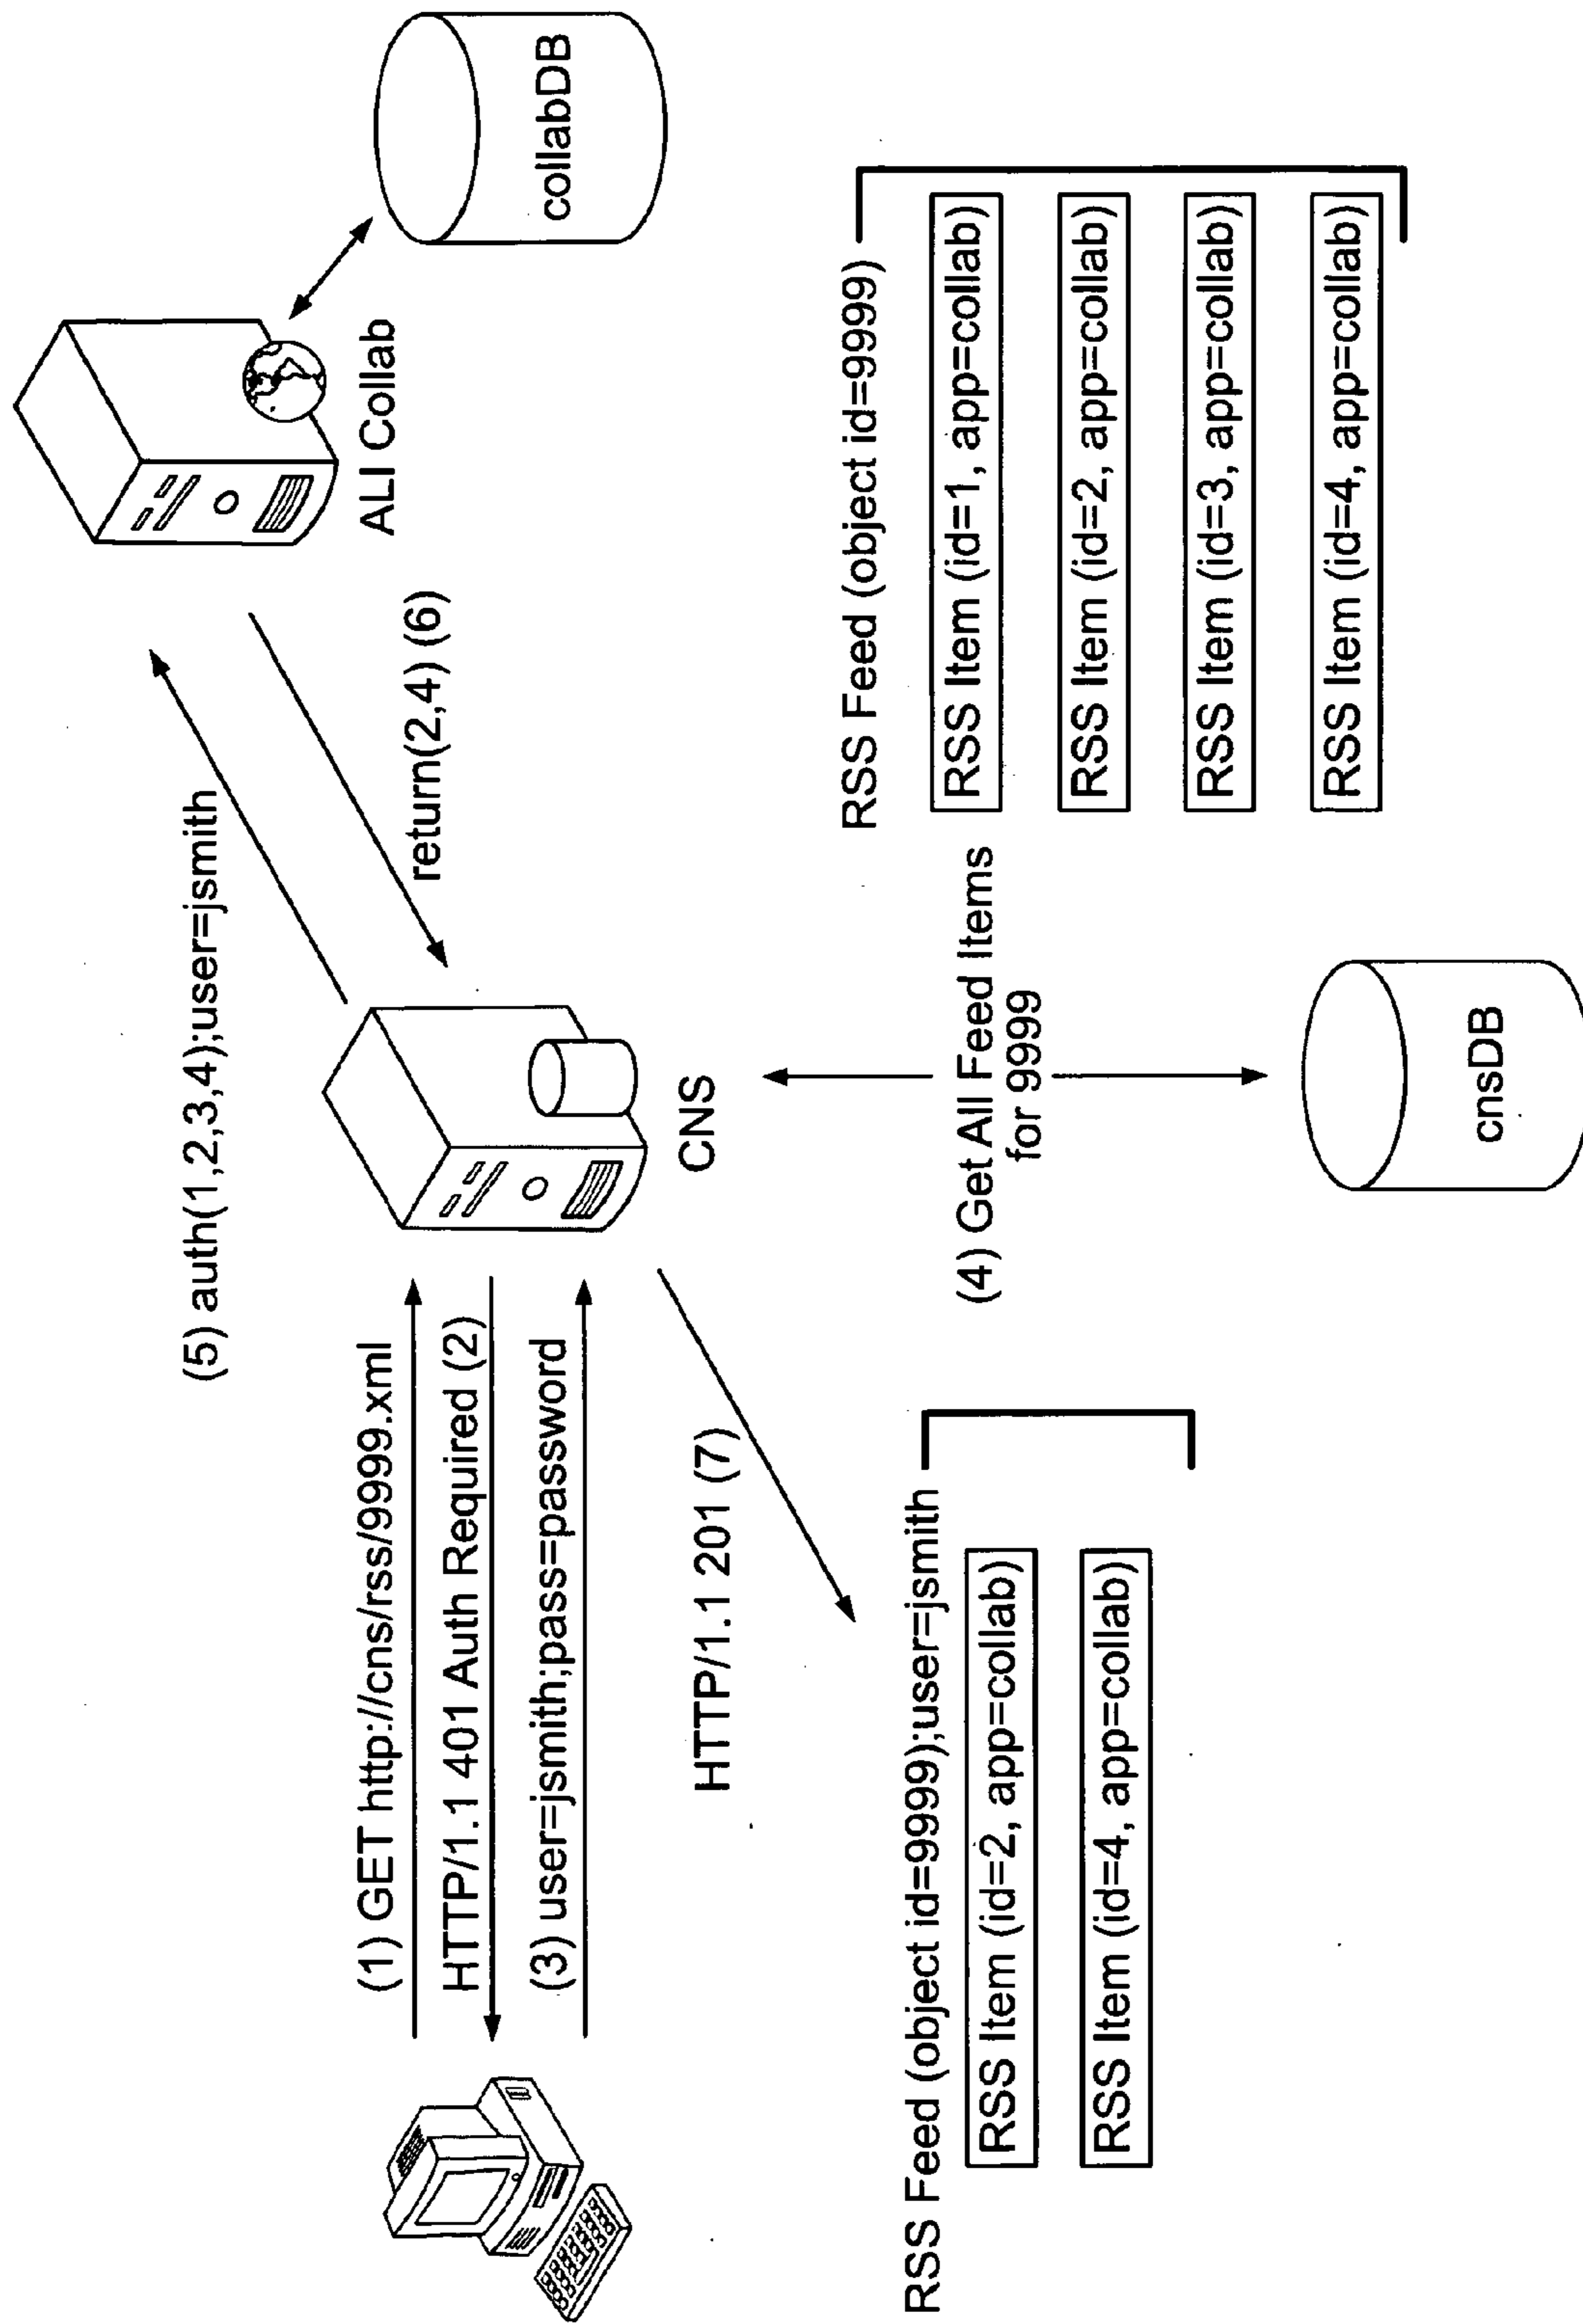 (1) GET http://cns/rss/9999.xml
HTTP/1.1 401 Auth Required (2)
(3) user=jsmith;pass=password
(5) auth(1,2,3,4);user=jsmith
return(2,4) (6)
ALI Collab
collabDB
CNS
HTTP/1.1 201 (7)
(4) Get All Feed Items
for 9999
cnsDB
RSS Feed (object id=9999)
RSS Item (id=1, app=collab)
RSS Item (id=2, app=collab)
RSS Item (id=3, app=collab)
RSS Item (id=4, app=collab)
RSS Feed (object id=9999);user=jsmith
RSS Item (id=2, app=collab)
RSS Item (id=4, app=collab)